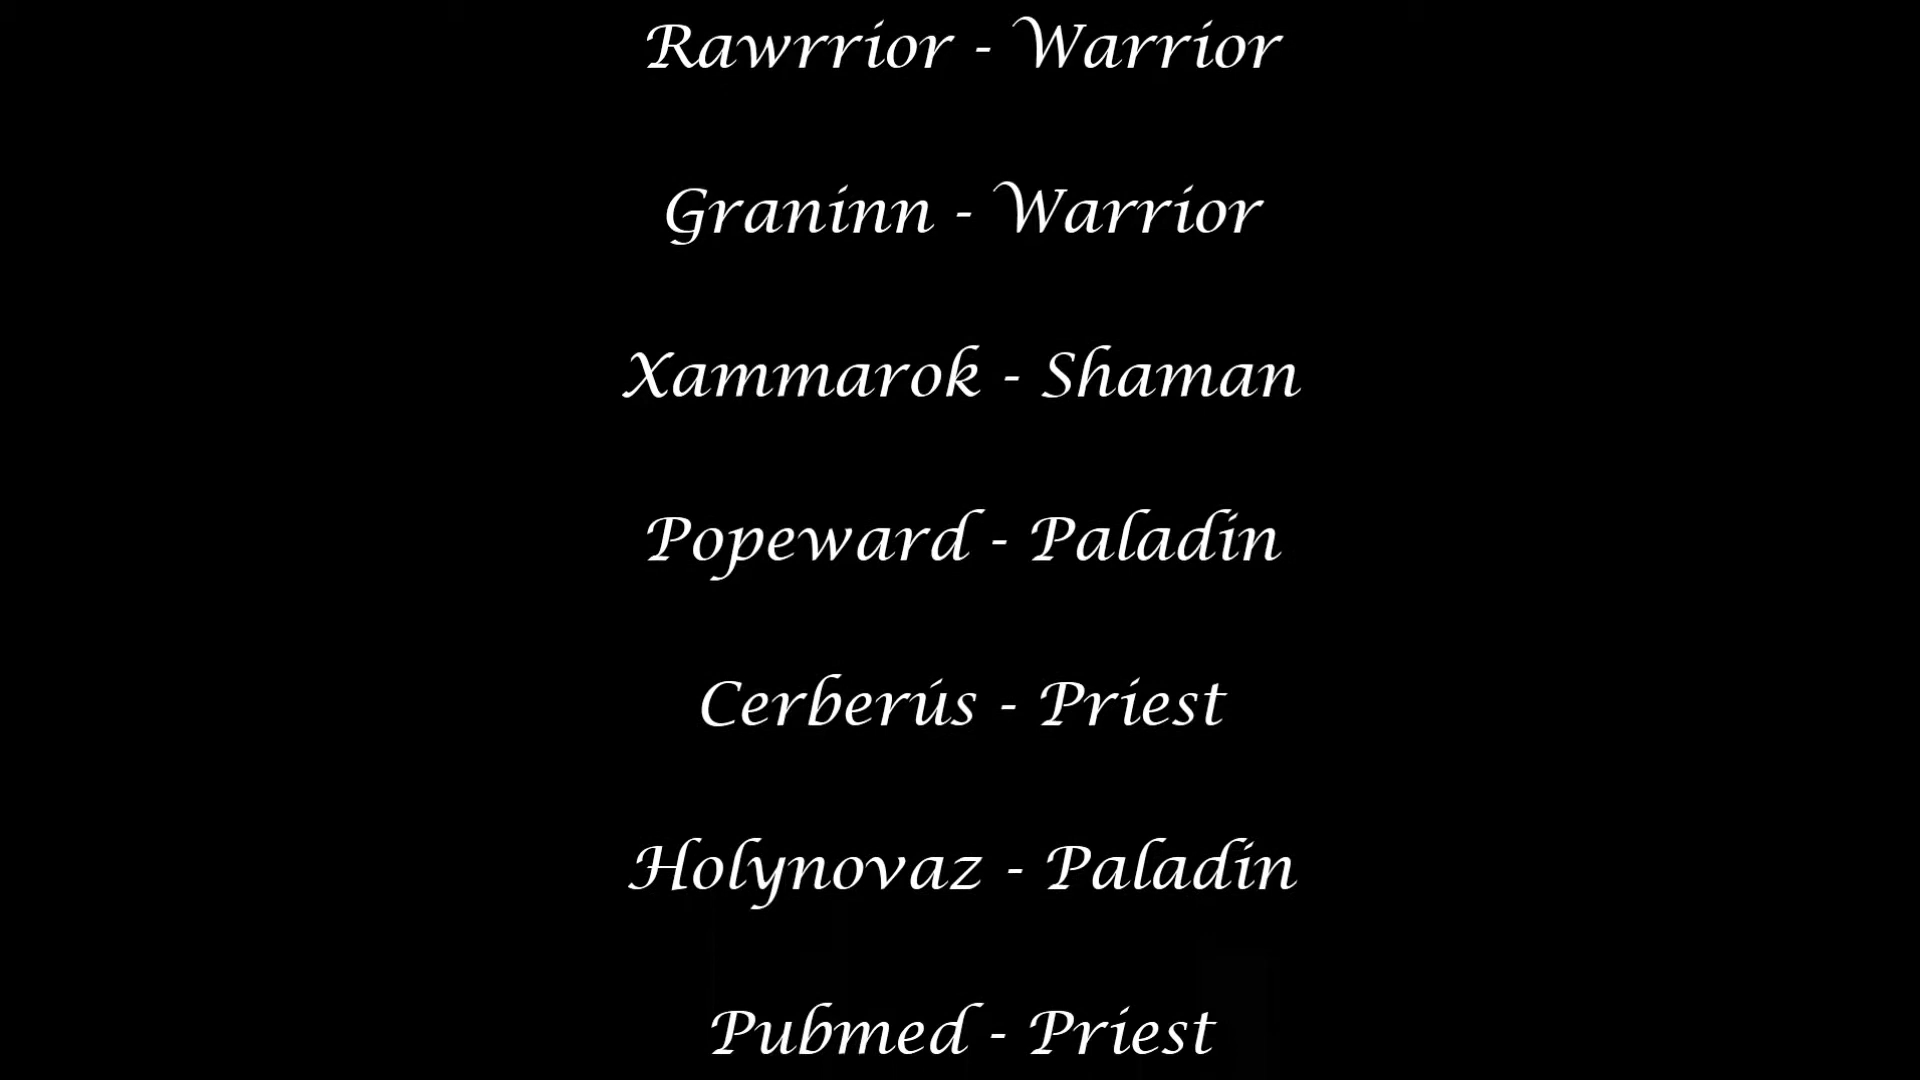 Rawrrior - Warrior
Graninn - Warrior
Xammarok - Shaman
Popeward - Paladin
Cerberús - Priest
Holynovaz - Paladin
Pubmed - Priest